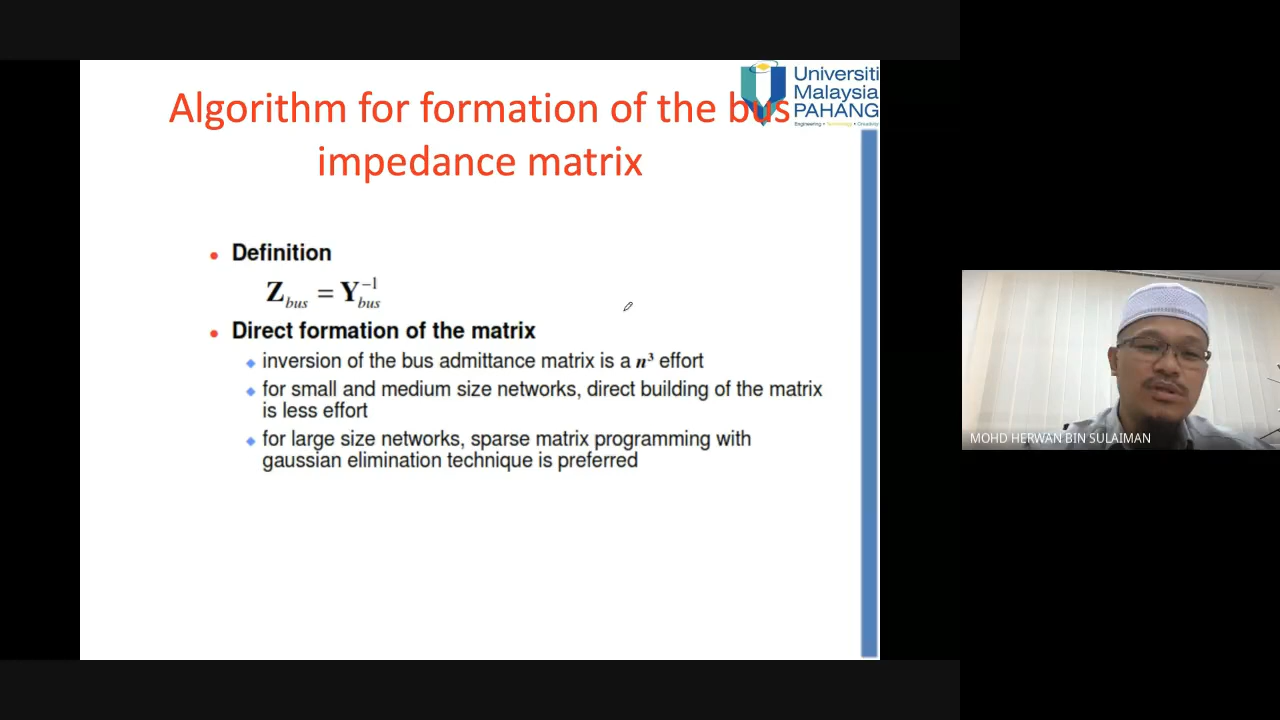 Algorithm for formation of the bus
impedance matrix
Universiti
Malaysia
PAHANG
Engineering • Technology • Creativity
• Definition
Z_bus = Y_bus^-1
• Direct formation of the matrix
◆ inversion of the bus admittance matrix is a n³ effort
◆ for small and medium size networks, direct building of the matrix
is less effort
◆ for large size networks, sparse matrix programming with
gaussian elimination technique is preferred
MOHD HERWAN BIN SULAIMAN